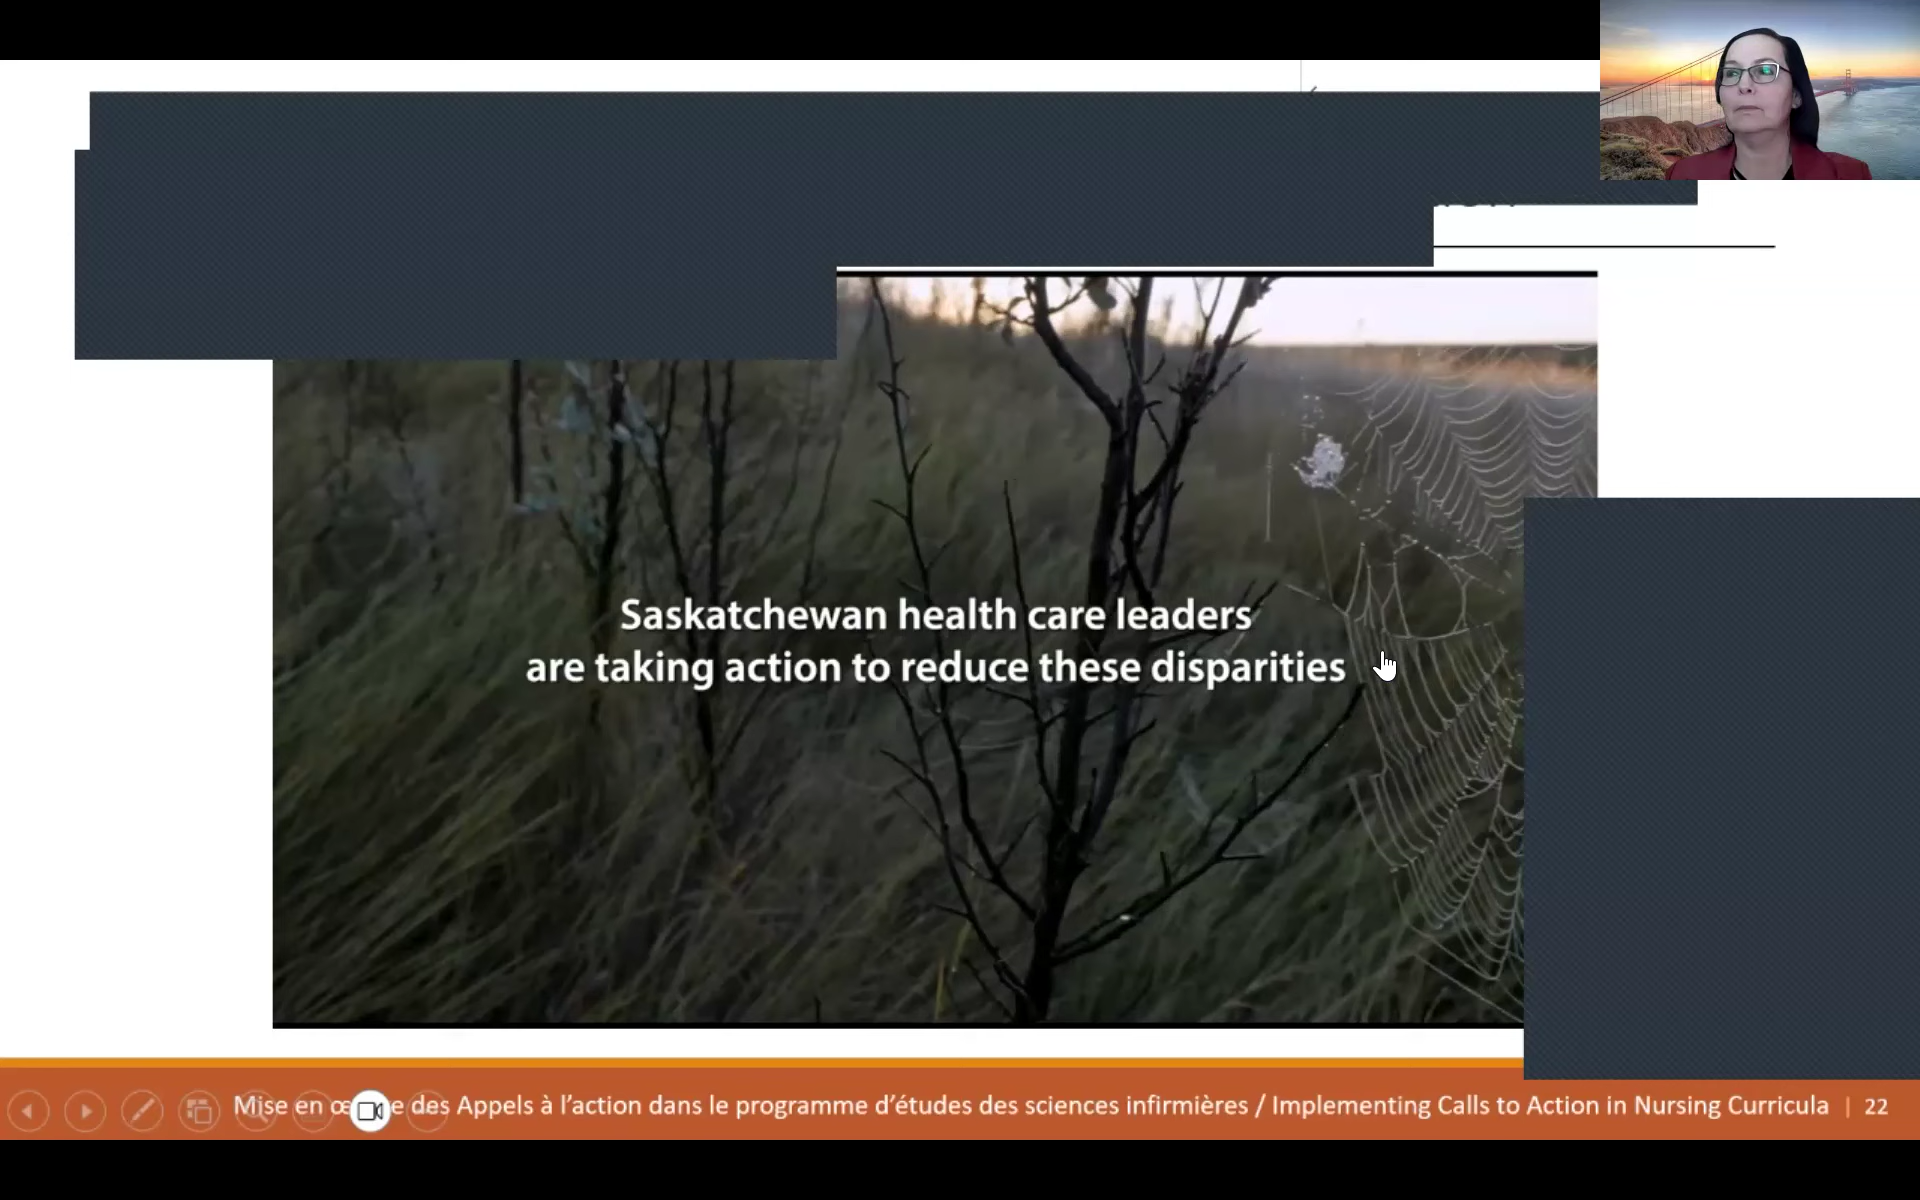 Saskatchewan health care leaders
are taking action to reduce these disparities
Mise en des Appels à l'action dans le programme d'études des sciences infirmières / Implementing Calls to Action in Nursing Curricula | 22